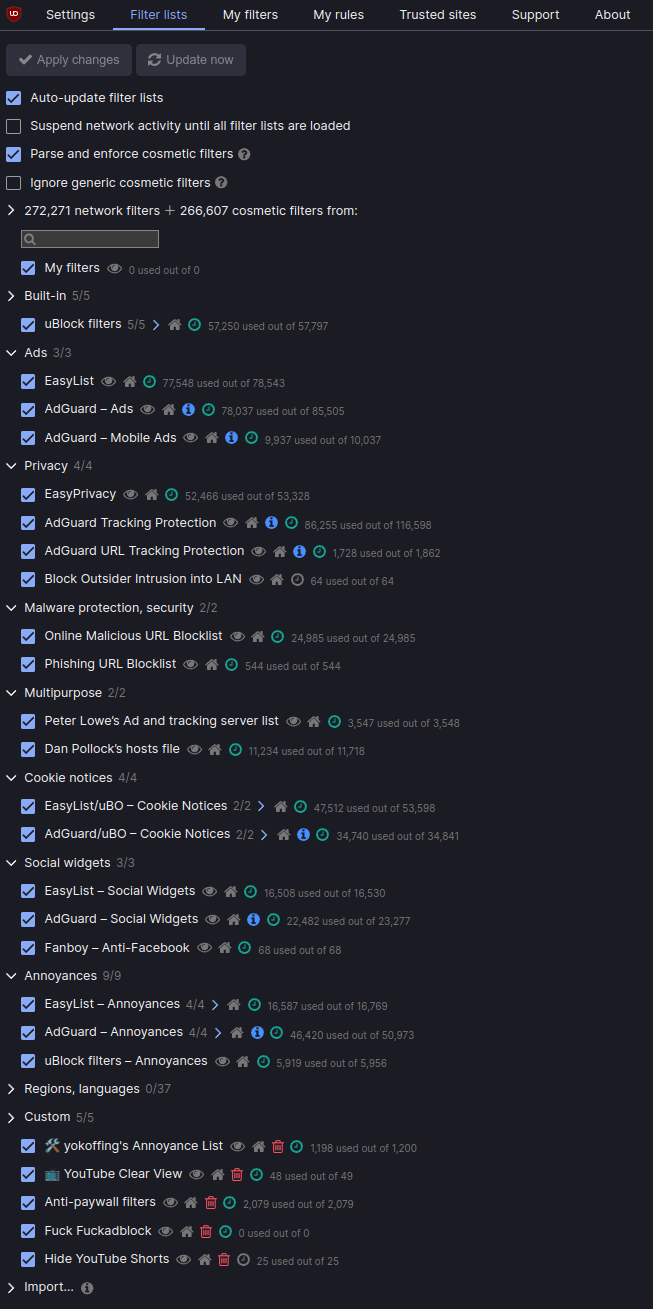 Settings Filter lists My filters My rules Trusted sites Support About
Apply changes Update now
Auto-update filter lists
Suspend network activity until all filter lists are loaded
Parse and enforce cosmetic filters
Ignore generic cosmetic filters
272,271 network filters + 266,607 cosmetic filters from:
My filters 0 used out of 0
Built-in 5/5
uBlock filters 5/5 57,250 used out of 57,797
Ads 3/3
EasyList 77,548 used out of 78,543
AdGuard – Ads 78,037 used out of 85,505
AdGuard – Mobile Ads 9,937 used out of 10,037
Privacy 4/4
EasyPrivacy 52,466 used out of 53,328
AdGuard Tracking Protection 86,255 used out of 116,598
AdGuard URL Tracking Protection 1,728 used out of 1,862
Block Outsider Intrusion into LAN 64 used out of 64
Malware protection, security 2/2
Online Malicious URL Blocklist 24,985 used out of 24,985
Phishing URL Blocklist 544 used out of 544
Multipurpose 2/2
Peter Lowe's Ad and tracking server list 3,547 used out of 3,548
Dan Pollock's hosts file 11,234 used out of 11,718
Cookie notices 4/4
EasyList/uBO – Cookie Notices 2/2 47,512 used out of 53,598
AdGuard/uBO – Cookie Notices 2/2 34,740 used out of 34,841
Social widgets 3/3
EasyList – Social Widgets 16,508 used out of 16,530
AdGuard – Social Widgets 22,482 used out of 23,277
Fanboy – Anti-Facebook 68 used out of 68
Annoyances 9/9
EasyList – Annoyances 4/4 16,587 used out of 16,769
AdGuard – Annoyances 4/4 46,420 used out of 50,973
uBlock filters – Annoyances 5,919 used out of 5,956
Regions, languages 0/37
Custom 5/5
🛠️ yokoffing's Annoyance List 1,198 used out of 1,200
📺 YouTube Clear View 48 used out of 49
Anti-paywall filters 2,079 used out of 2,079
Fuck Fuckadblock 0 used out of 0
Hide YouTube Shorts 25 used out of 25
Import...